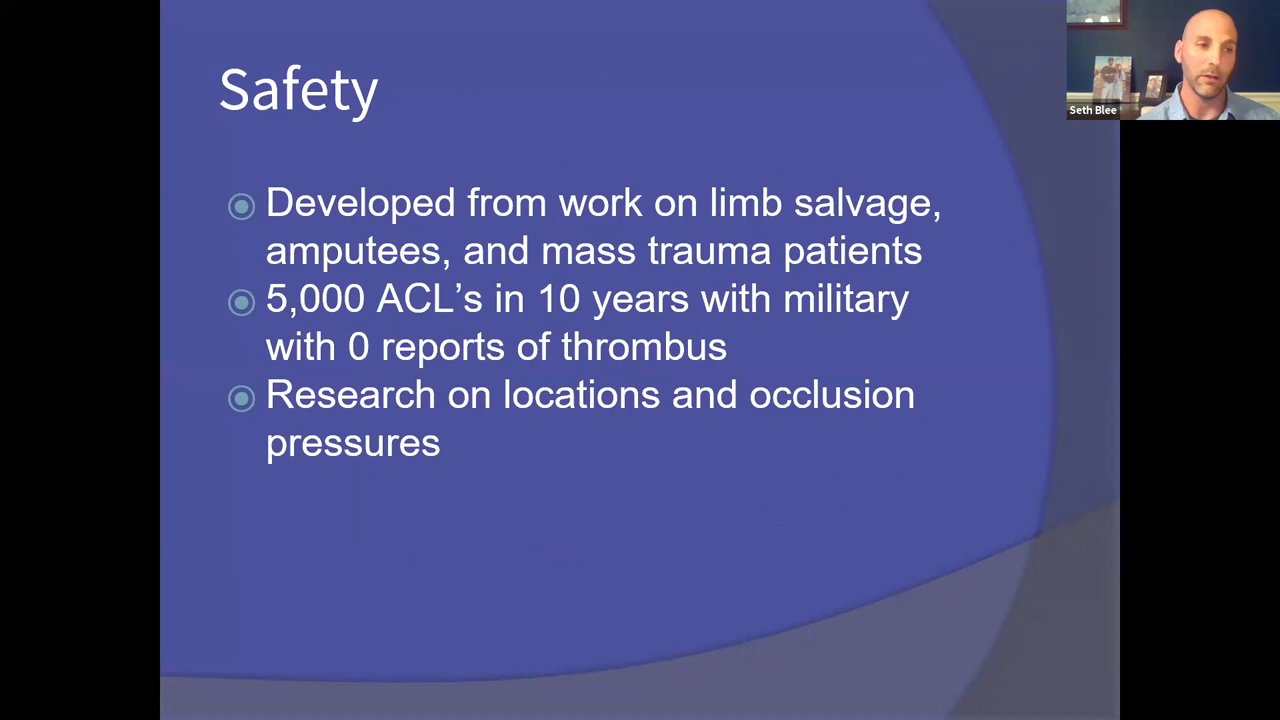 Safety
Developed from work on limb salvage,
amputees, and mass trauma patients
5,000 ACL’s in 10 years with military
with 0 reports of thrombus
Research on locations and occlusion
pressures
Seth Blee